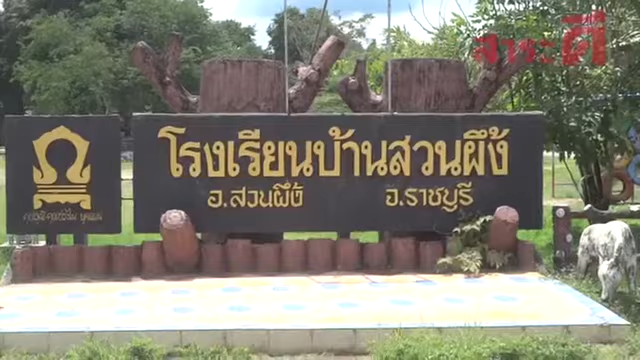 สาระดี
โรงเรียนบ้านสวนผึ้ง
อ.สวนผึ้ง จ.ราชบุรี